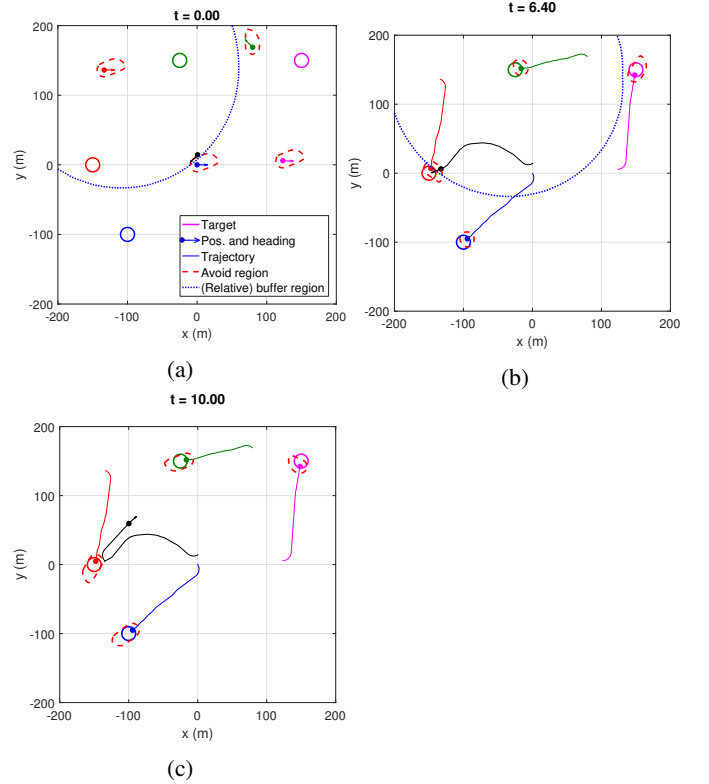 t = 0.00
200
100
0
-100
-200
y (m)
-100
0
100
200
x (m)
Target
Pos. and heading
Trajectory
Avoid region
(Relative) buffer region
(a)
t = 6.40
200
100
0
-100
-200
y (m)
-200
-100
0
100
200
x (m)
(b)
t = 10.00
200
100
0
-100
-200
y (m)
-200
-100
0
100
200
x (m)
(c)